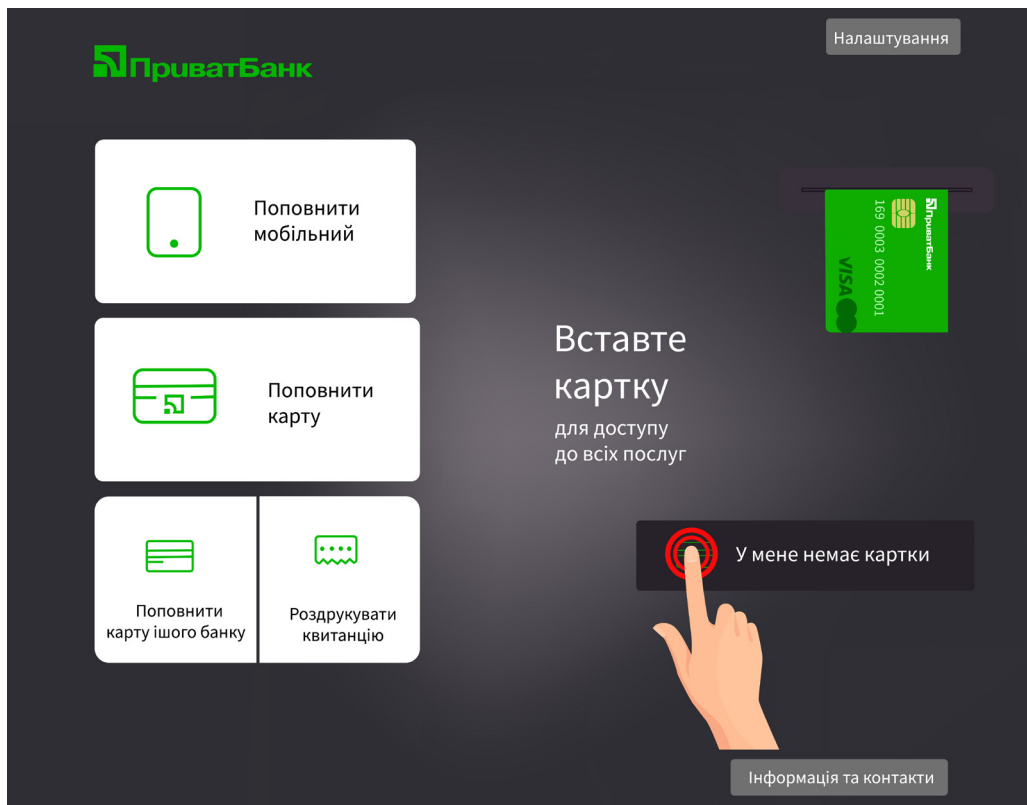 Налаштування
ПриватБанк
Поповнити
мобільний
ПриватБанк
169 0003 0002 0001
VISA
Вставте
картку
для доступу
до всіх послуг
Поповнити
карту
У мене немає картки
Поповнити
карту ішого банку
Роздрукувати
квитанцію
Інформація та контакти